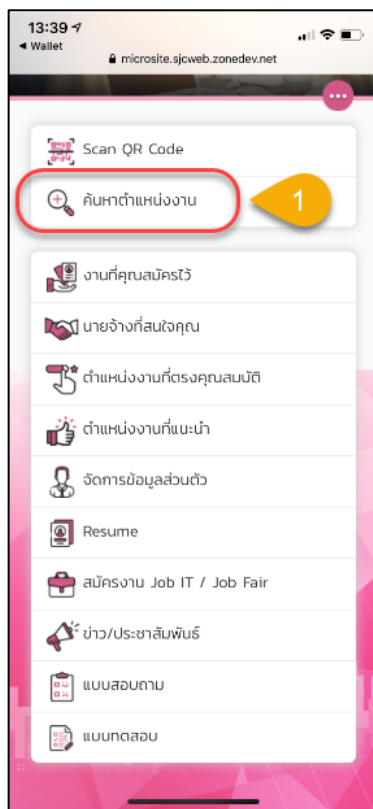 13:39
◀ Wallet
microsite.sjcweb.zonedev.net
Scan QR Code
ค้นหาตำแหน่งงาน
1
งานที่คุณสมัครไว้
นายจ้างที่สนใจคุณ
ตำแหน่งงานที่ตรงคุณสมบัติ
ตำแหน่งงานที่แนะนำ
จัดการข้อมูลส่วนตัว
Resume
สมัครงาน Job IT / Job Fair
ข่าว/ประชาสัมพันธ์
แบบสอบถาม
แบบทดสอบ